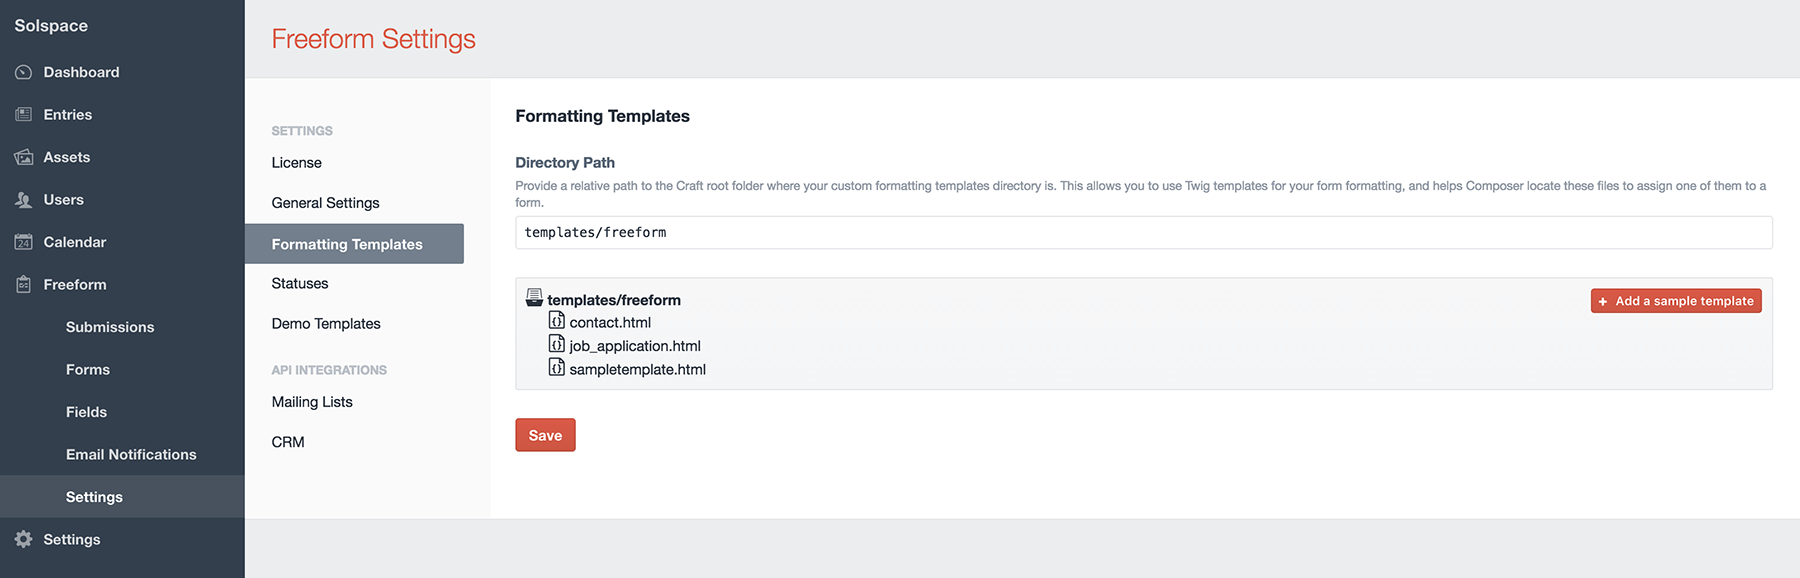 Solspace
Dashboard
Entries
Assets
Users
24
Calendar
Freeform
Submissions
Forms
Fields
Email Notifications
Settings
Settings
Freeform Settings
SETTINGS
License
General Settings
Formatting Templates
Statuses
Demo Templates
API INTEGRATIONS
Mailing Lists
CRM
Formatting Templates
Directory Path
Provide a relative path to the Craft root folder where your custom formatting templates directory is. This allows you to use Twig templates for your form formatting, and helps Composer locate these files to assign one of them to a
form.
templates/freeform
templates/freeform
+ Add a sample template
{} contact.html
{} job_application.html
{} sampletemplate.html
Save